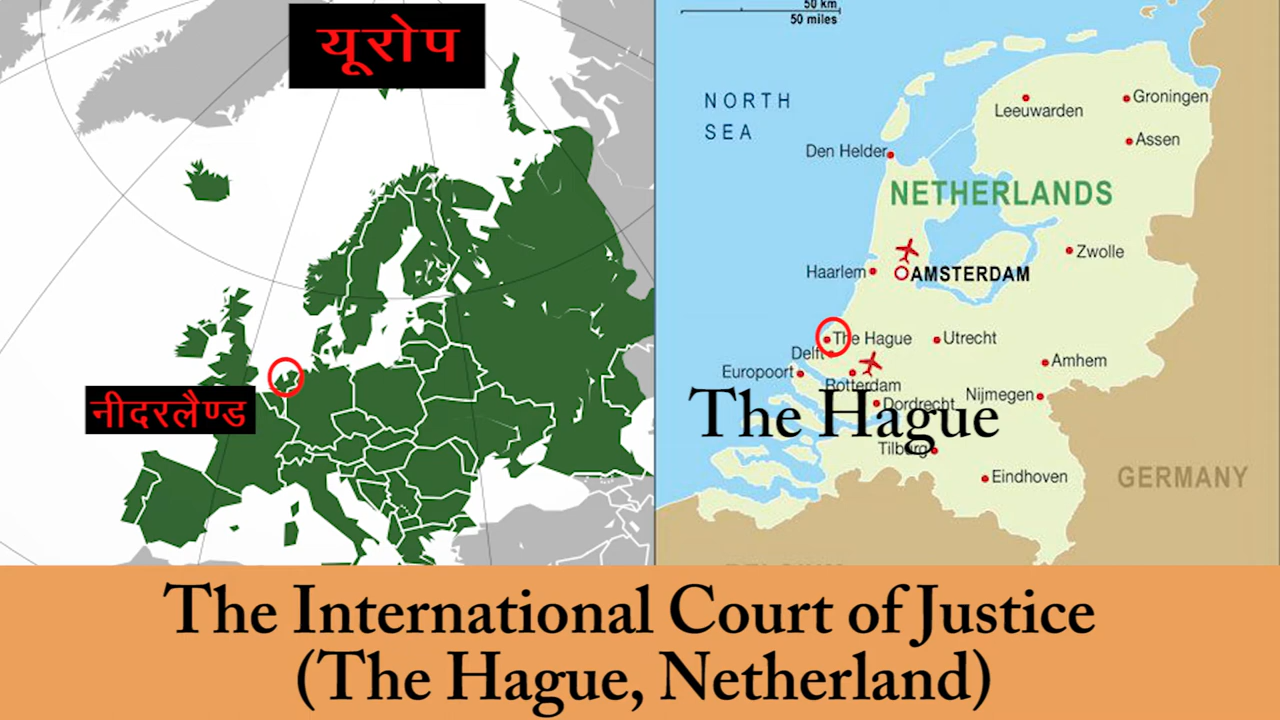 यूरोप
नीदरलैण्ड
50 km
50 miles
NORTH
SEA
Leeuwarden
Groningen
Assen
Den Helder
NETHERLANDS
Zwolle
Haarlem
AMSTERDAM
The Hague
Utrecht
Delft
Europoort
Arnhem
Rotterdam
Nijmegen
Dordrecht
The Hague
Tilburg
Eindhoven
GERMANY
The International Court of Justice
(The Hague, Netherland)